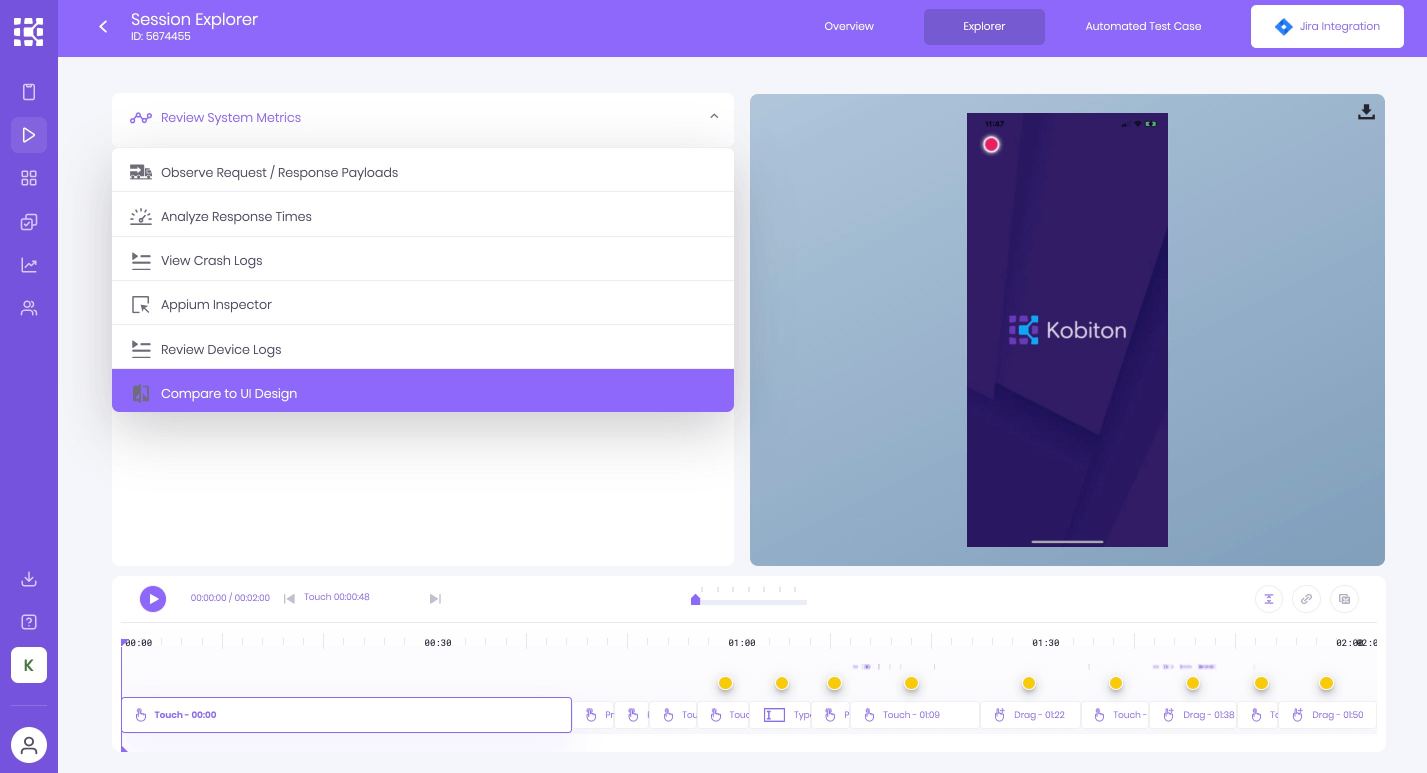 Session Explorer
ID: 5674455
Overview
Explorer
Automated Test Case
Jira Integration
Review System Metrics
Observe Request / Response Payloads
Analyze Response Times
View Crash Logs
Appium Inspector
Review Device Logs
Compare to UI Design
11:47
Kobiton
K
00:00:00 / 00:02:00
Touch 00:00:48
00:00
00:30
01:00
01:30
Touch - 00:00
Pr
Tou
Touc
Type
P
Touch - 01:09
Drag - 01:22
Touch -
Drag - 01:38
To
Drag - 01:50